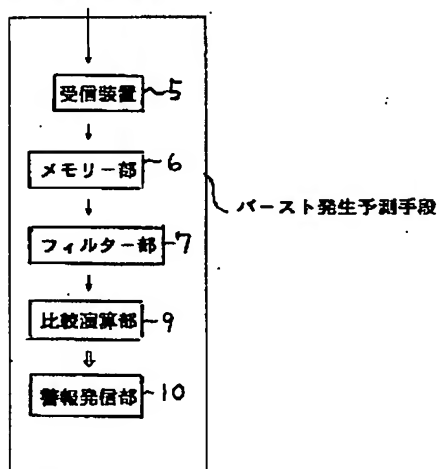 受信装置 5
メモリー部 6
バースト発生予測手段
フィルター部 7
比較演算部 9
警報発信部 10